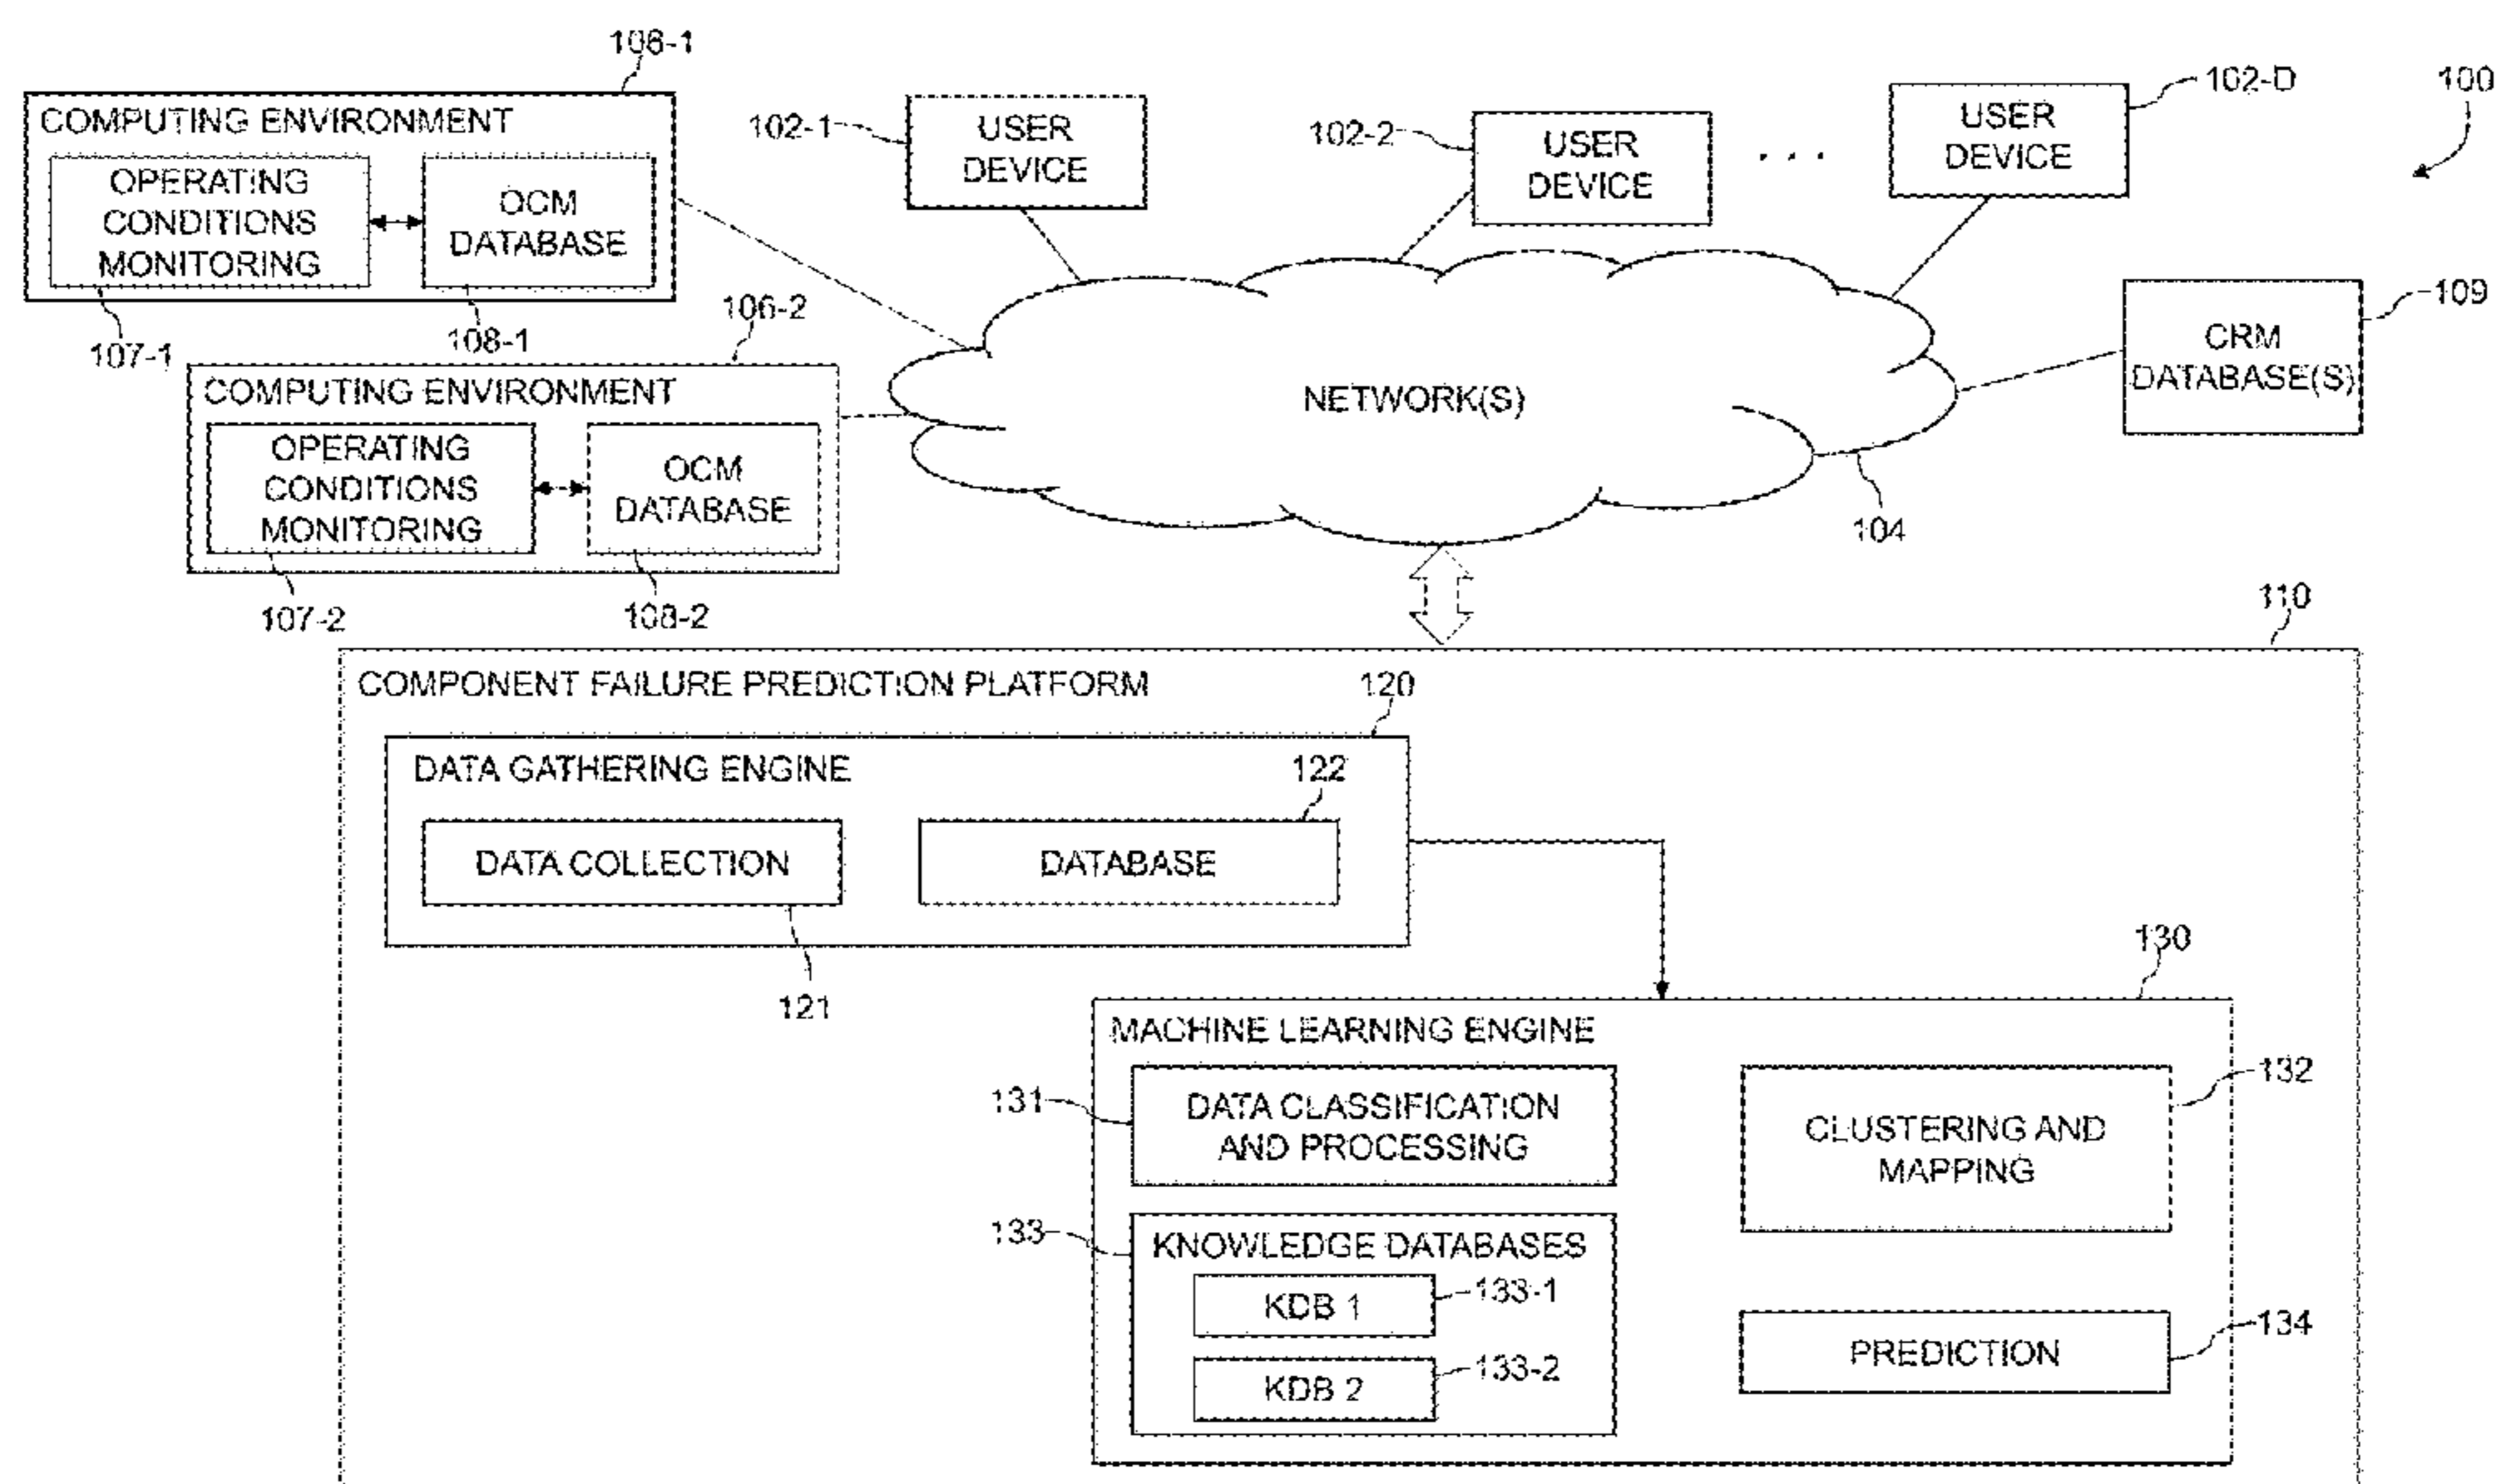 106-1
102-D
100
COMPUTING ENVIRONMENT
102-1
USER
DEVICE
102-2
USER
DEVICE
. . .
USER
DEVICE
OPERATING
CONDITIONS
MONITORING
OCM
DATABASE
109
106-2
107-1
108-1
CRM
DATABASE(S)
COMPUTING ENVIRONMENT
NETWORK(S)
OPERATING
CONDITIONS
MONITORING
OCM
DATABASE
104
107-2
108-2
110
COMPONENT FAILURE PREDICTION PLATFORM
120
DATA GATHERING ENGINE
122
DATA COLLECTION
DATABASE
121
130
MACHINE LEARNING ENGINE
131
DATA CLASSIFICATION
AND PROCESSING
132
CLUSTERING AND
MAPPING
133
KNOWLEDGE DATABASES
KDB 1
133-1
KDB 2
133-2
134
PREDICTION